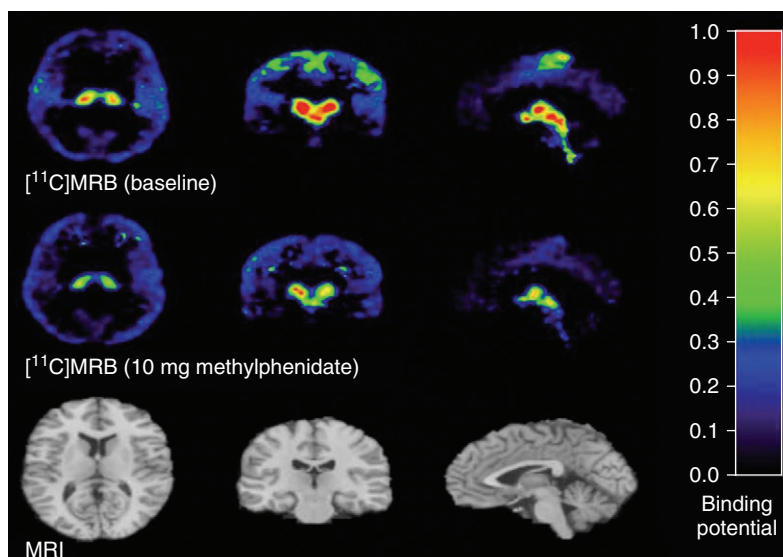 [¹¹C]MRB (baseline)
[¹¹C]MRB (10 mg methylphenidate)
MRI
1.0
0.9
0.8
0.7
0.6
0.5
0.4
0.3
0.2
0.1
0.0
Binding
potential